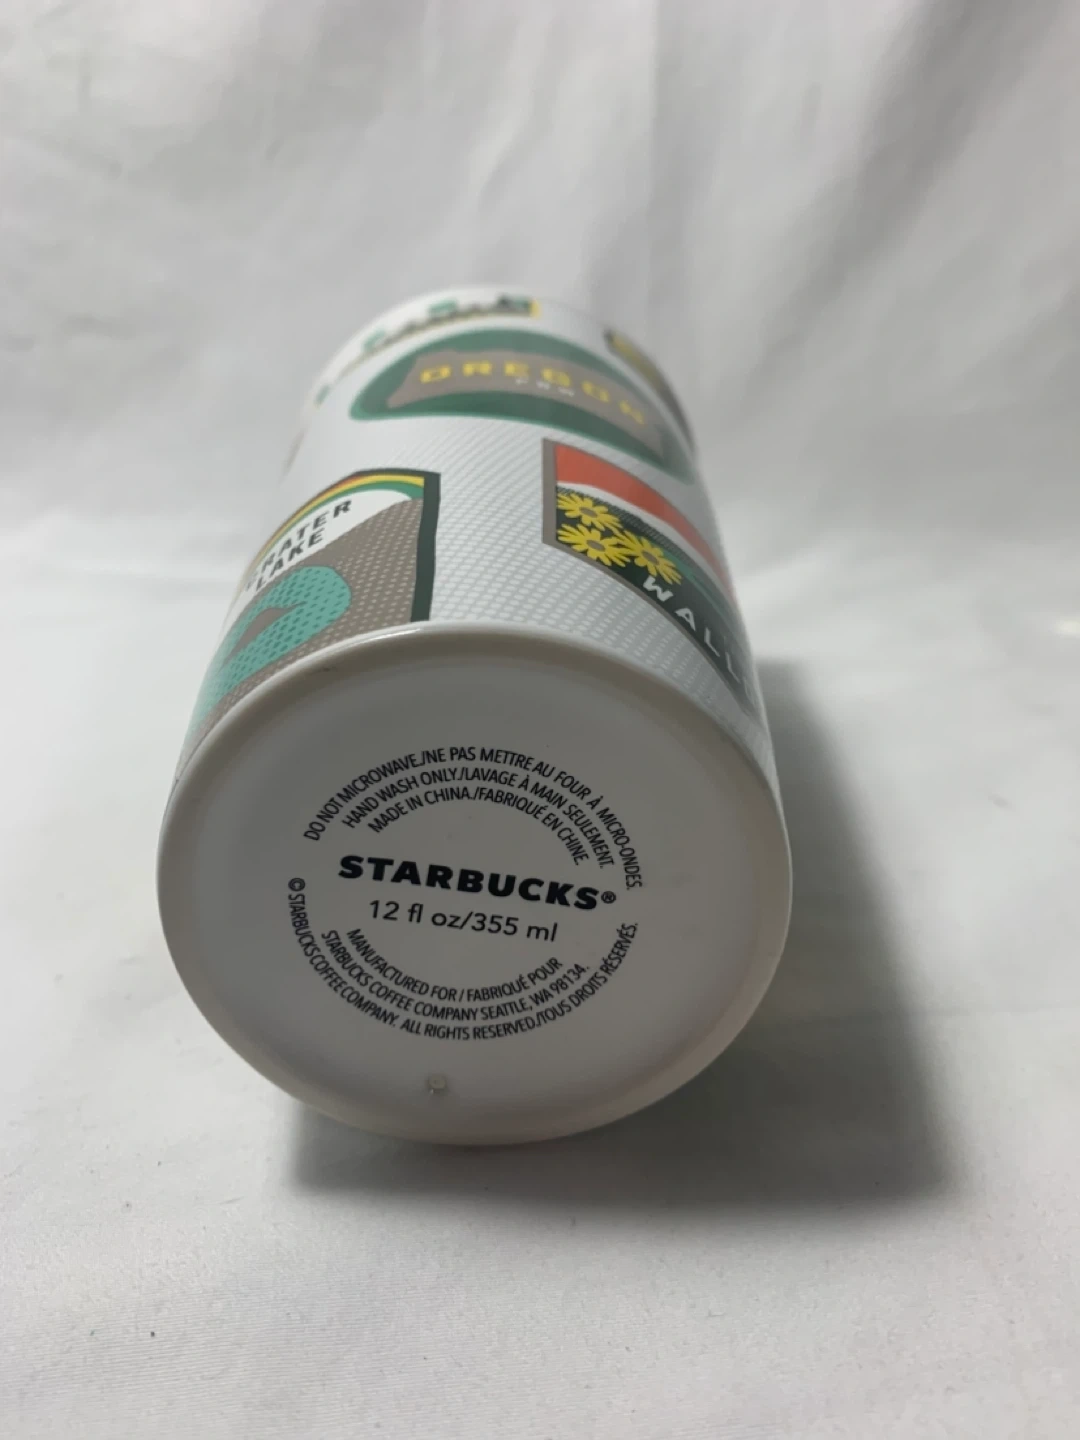 OREGON
CRATER
LAKE
DO NOT MICROWAVE./NE PAS METTRE AU FOUR À MICRO-ONDES.
HAND WASH ONLY./LAVAGE À MAIN SEULEMENT.
MADE IN CHINA./FABRIQUÉ EN CHINE.
STARBUCKS®
12 fl oz/355 ml
MANUFACTURED FOR / FABRIQUÉ POUR
STARBUCKS COFFEE COMPANY SEATTLE, WA 98134.
© STARBUCKS COFFEE COMPANY. ALL RIGHTS RESERVED./TOUS DROITS RÉSERVÉS.